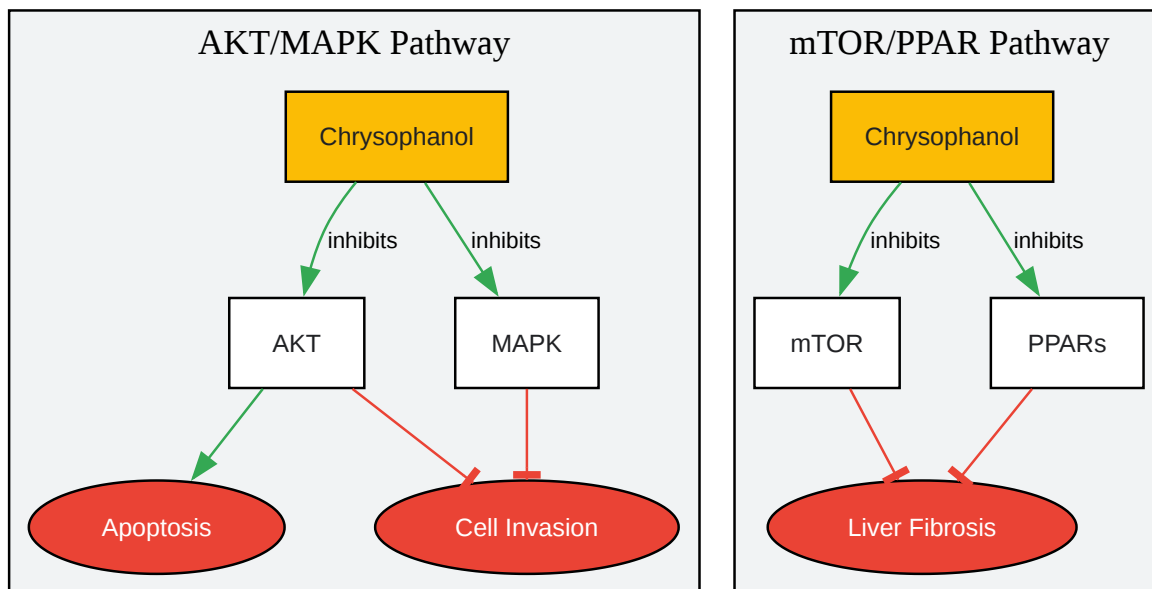 AKT/MAPK Pathway
Chrysophanol
inhibits
inhibits
AKT
MAPK
Apoptosis
Cell Invasion
mTOR/PPAR Pathway
Chrysophanol
inhibits
inhibits
mTOR
PPARs
Liver Fibrosis